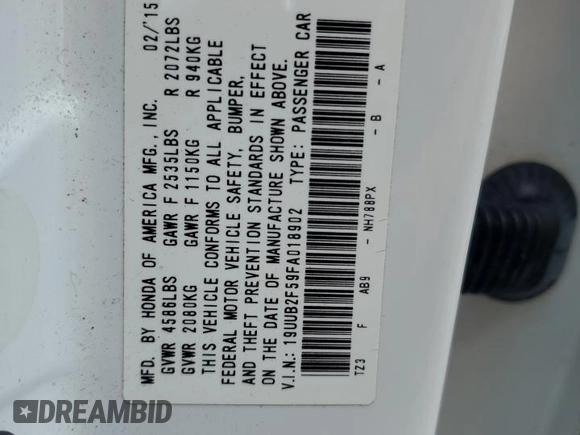 MFD. BY HONDA OF AMERICA MFG., INC. 02/'15
GVWR 4586LBS GAWR F 2535LBS R 2072LBS
GVWR 2080KG GAWR F 1150KG R 940KG
THIS VEHICLE CONFORMS TO ALL APPLICABLE
FEDERAL MOTOR VEHICLE SAFETY, BUMPER,
AND THEFT PREVENTION STANDARDS IN EFFECT
ON THE DATE OF MANUFACTURE SHOWN ABOVE.
V.I.N.: 19UUB2F59FA018902 TYPE: PASSENGER CAR
TZ3 F AB9 - NH788PX - B - A
DREAMBID